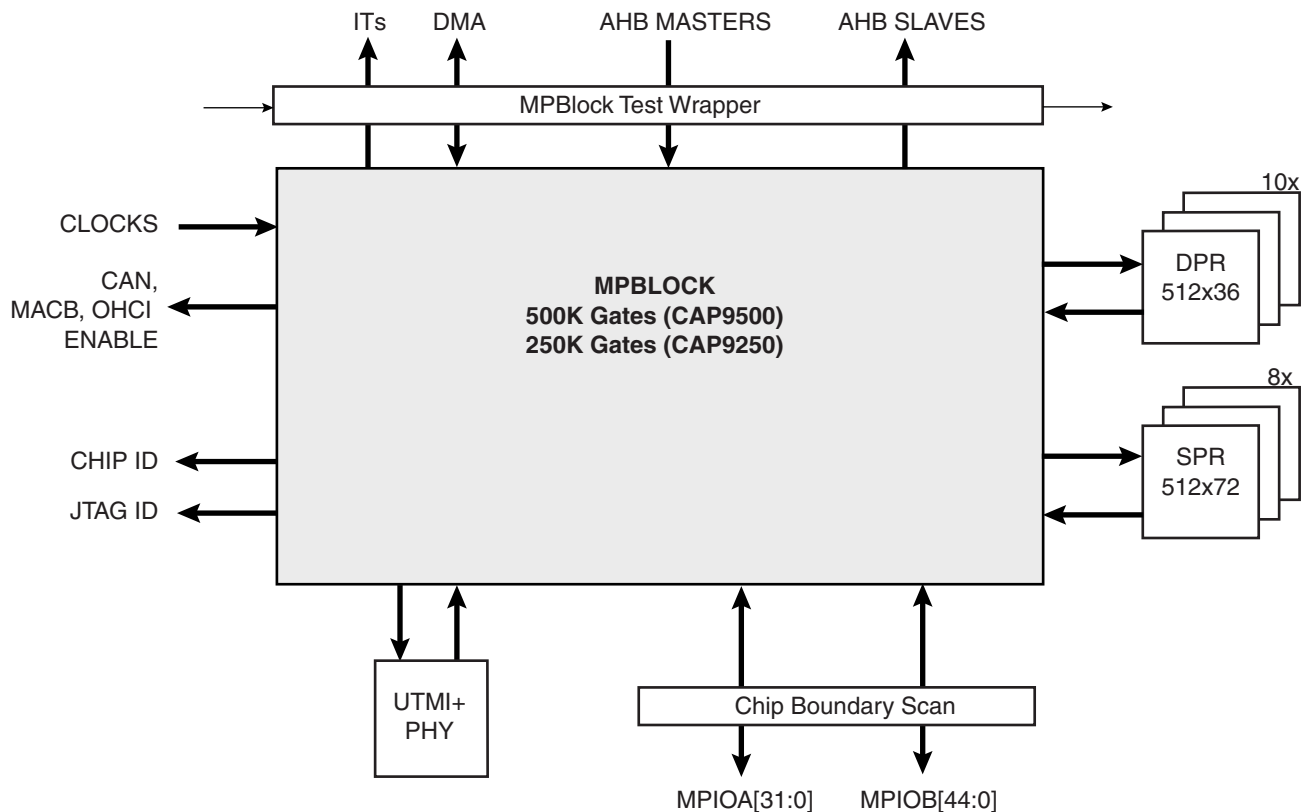 ITs
DMA
AHB MASTERS
AHB SLAVES
MPBlock Test Wrapper
CLOCKS
CAN,
MACB, OHCI
ENABLE
CHIP ID
JTAG ID
MPBLOCK
500K Gates (CAP9500)
250K Gates (CAP9250)
10x
DPR
512x36
8x
SPR
512x72
UTMI+
PHY
Chip Boundary Scan
MPIOA[31:0]
MPIOB[44:0]